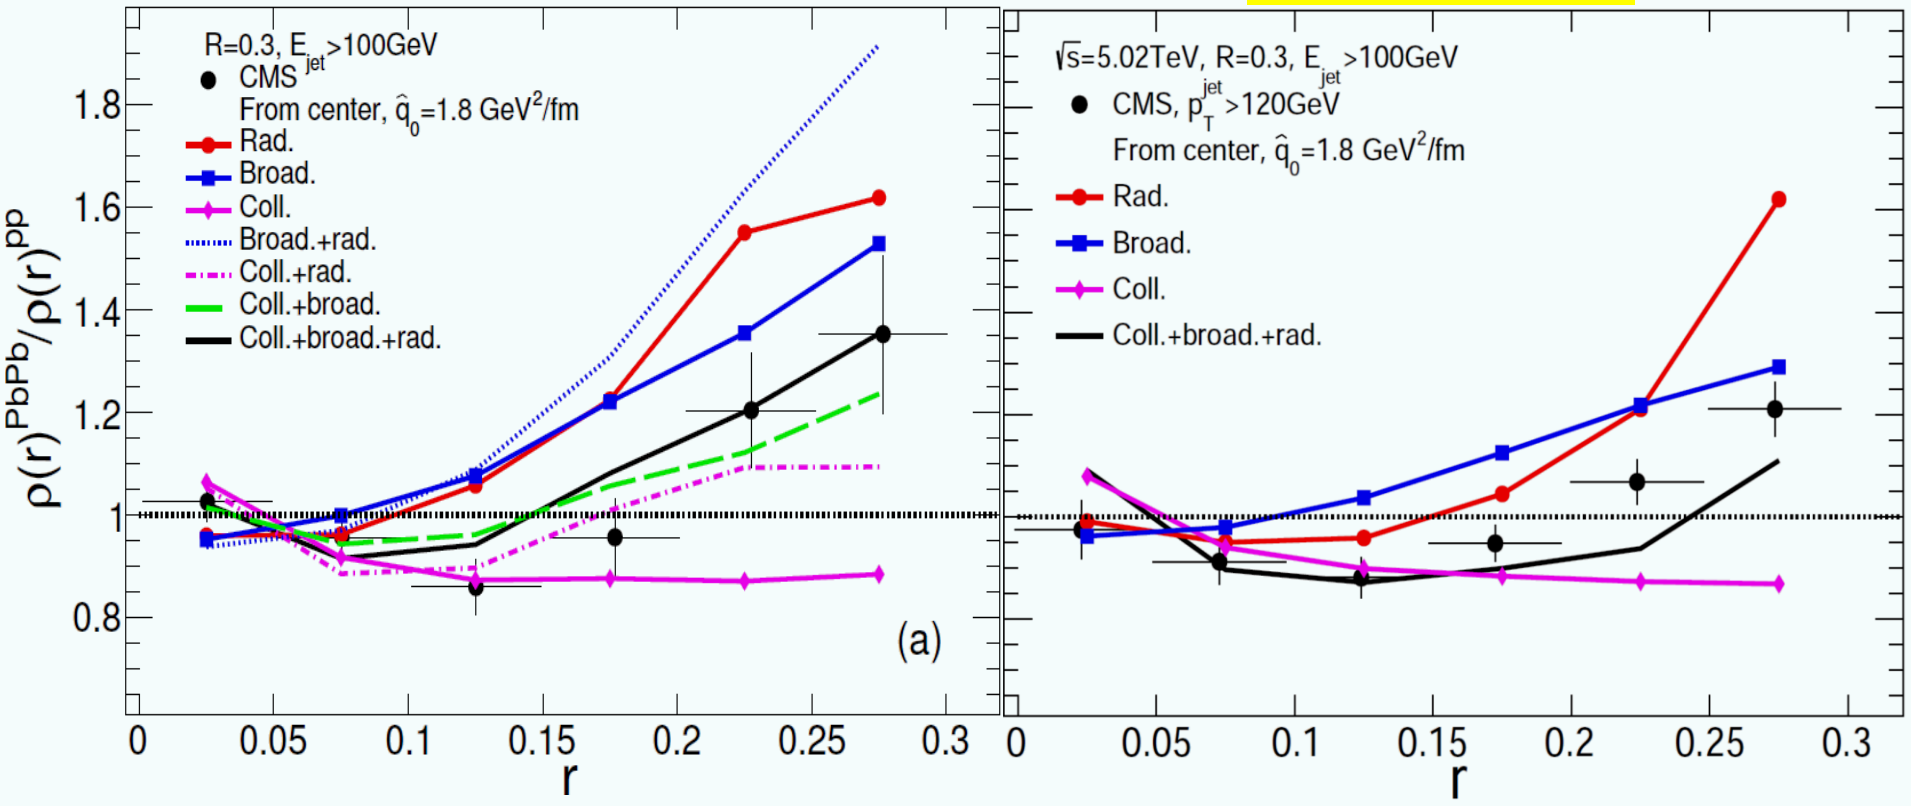 R=0.3, E_jet>100GeV
CMS
From center, q̂_0=1.8 GeV^2/fm
Rad.
Broad.
Coll.
Broad.+rad.
Coll.+rad.
Coll.+broad.
Coll.+broad.+rad.
ρ(r)^PbPb/ρ(r)^pp
1.8
1.6
1.4
1.2
1
0.8
(a)
0 0.05 0.1 0.15 0.2 0.25 0.3
r
√s=5.02TeV, R=0.3, E_jet>100GeV
CMS, p_T^jet>120GeV
From center, q̂_0=1.8 GeV^2/fm
Rad.
Broad.
Coll.
Coll.+broad.+rad.
0 0.05 0.1 0.15 0.2 0.25 0.3
r